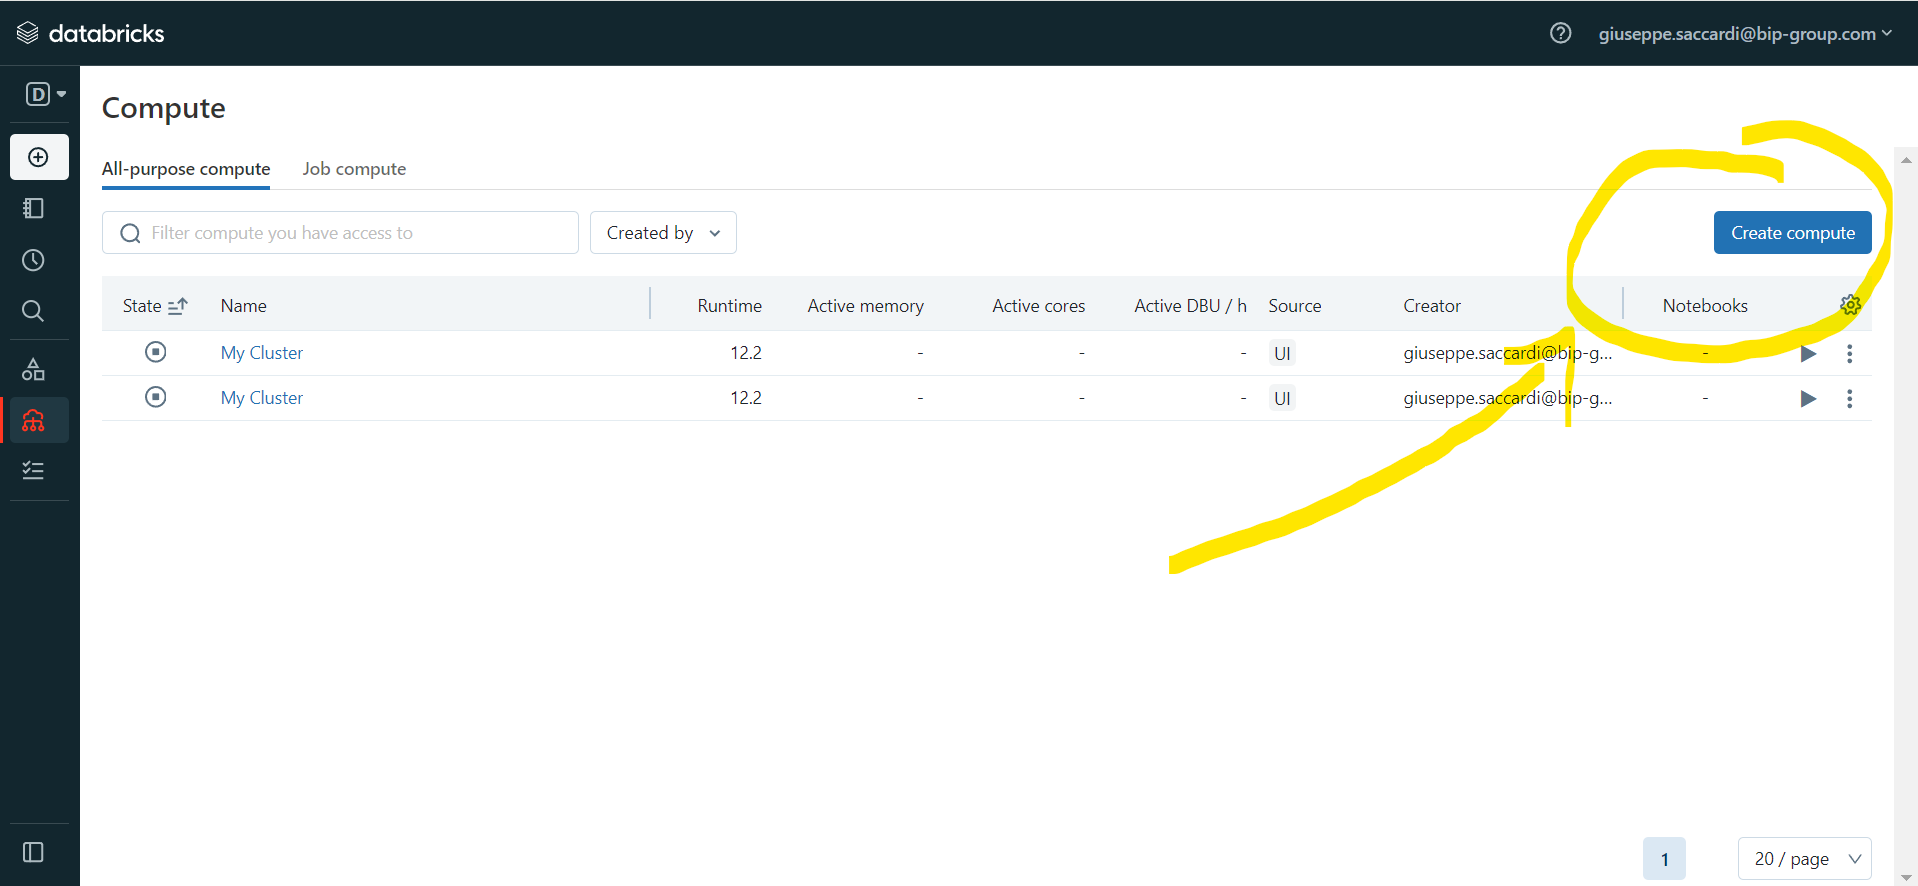 databricks
giuseppe.saccardi@bip-group.com
D
Compute
All-purpose compute Job compute
Filter compute you have access to Created by Create compute
State Name Runtime Active memory Active cores Active DBU / h Source Creator Notebooks
My Cluster 12.2 - - - UI giuseppe.saccardi@bip-g... -
My Cluster 12.2 - - - UI giuseppe.saccardi@bip-g... -
1 20 / page